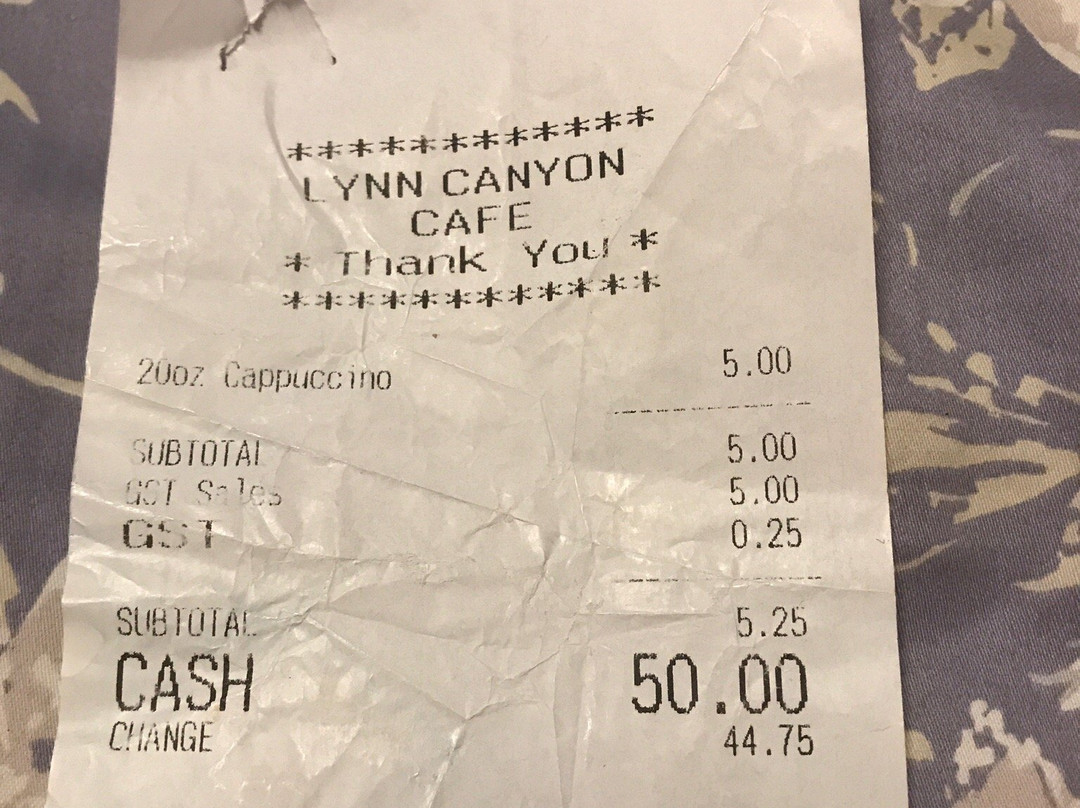 ************
LYNN CANYON
CAFE
* Thank You *
************
20oz Cappuccino 5.00
SUBTOTAL 5.00
GST Sales 5.00
GST 0.25
SUBTOTAL 5.25
CASH 50.00
CHANGE 44.75